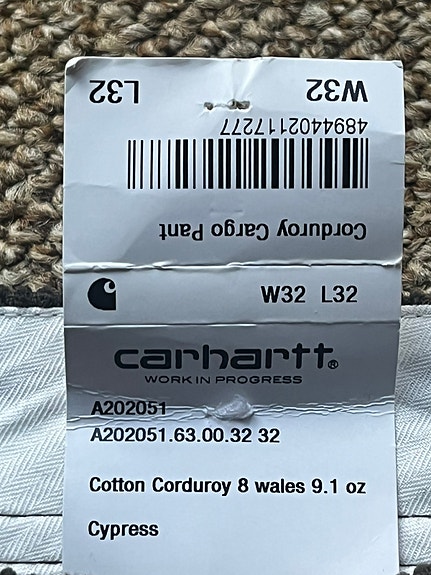 W32 L32
4894402117277
Corduroy Cargo Pant
W32 L32
carhartt®
WORK IN PROGRESS
A202051
A202051.63.00.32 32
Cotton Corduroy 8 wales 9.1 oz
Cypress